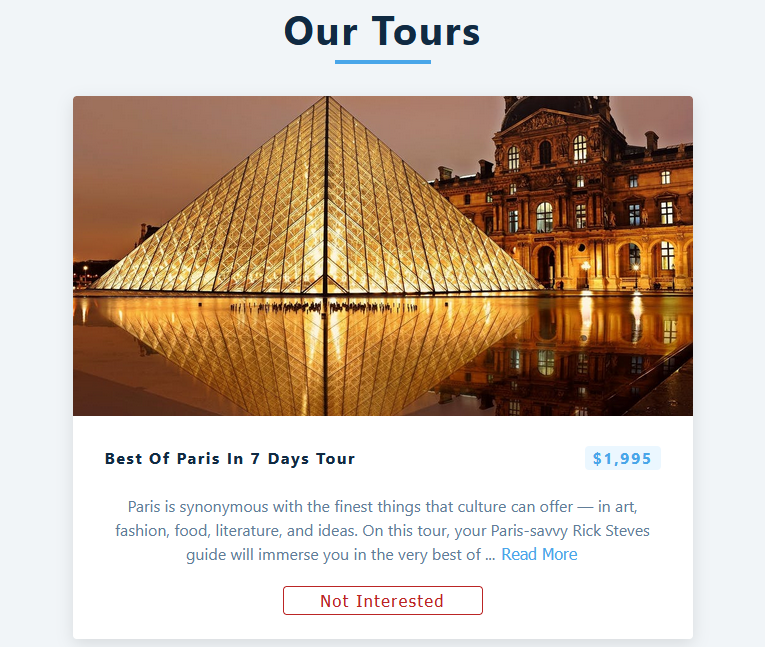 Our Tours
Best Of Paris In 7 Days Tour
$1,995
Paris is synonymous with the finest things that culture can offer — in art,
fashion, food, literature, and ideas. On this tour, your Paris-savvy Rick Steves
guide will immerse you in the very best of ... Read More
Not Interested